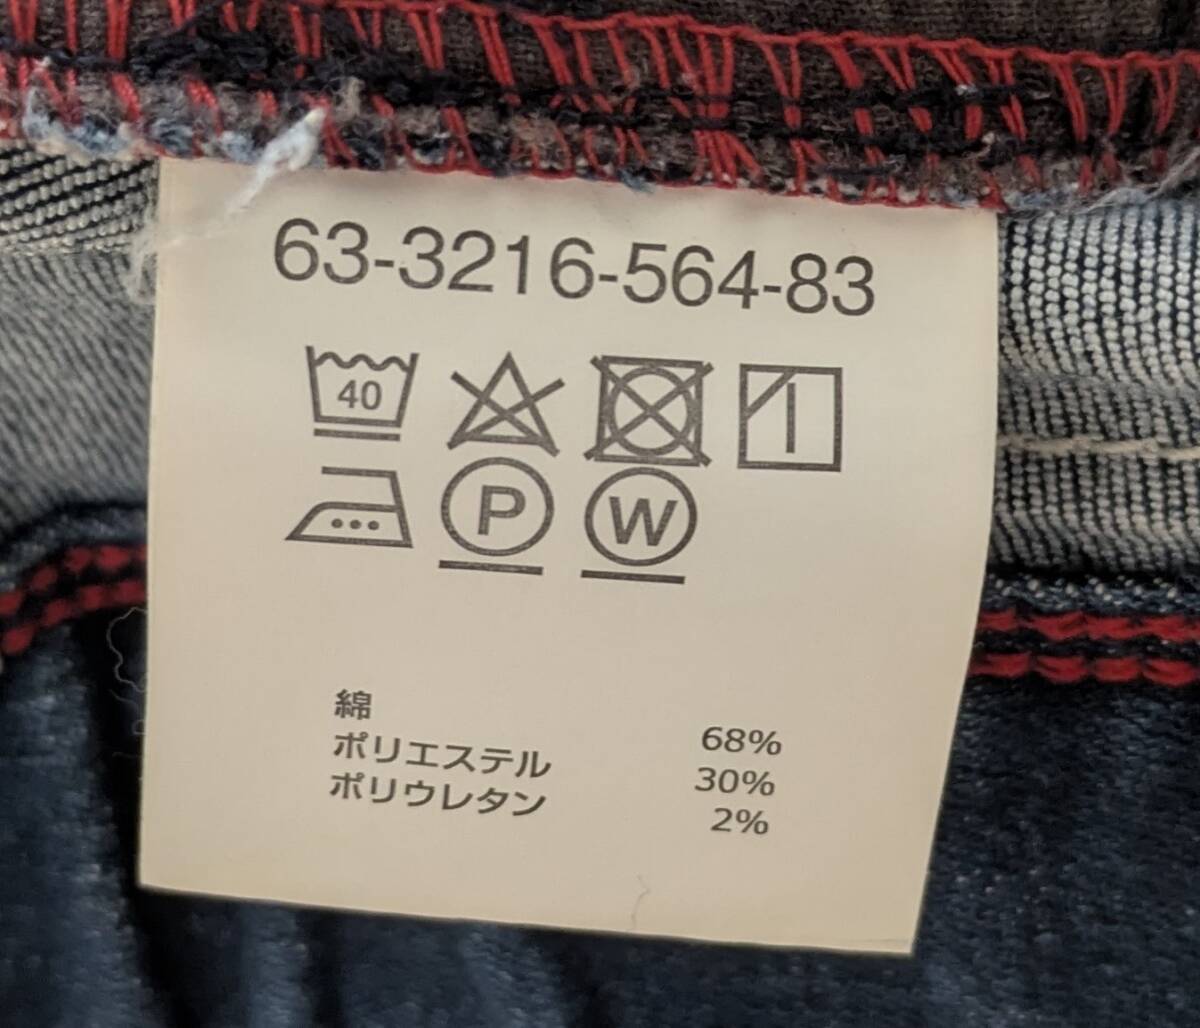 63-3216-564-83
40
P W
綿 68%
ポリエステル 30%
ポリウレタン 2%